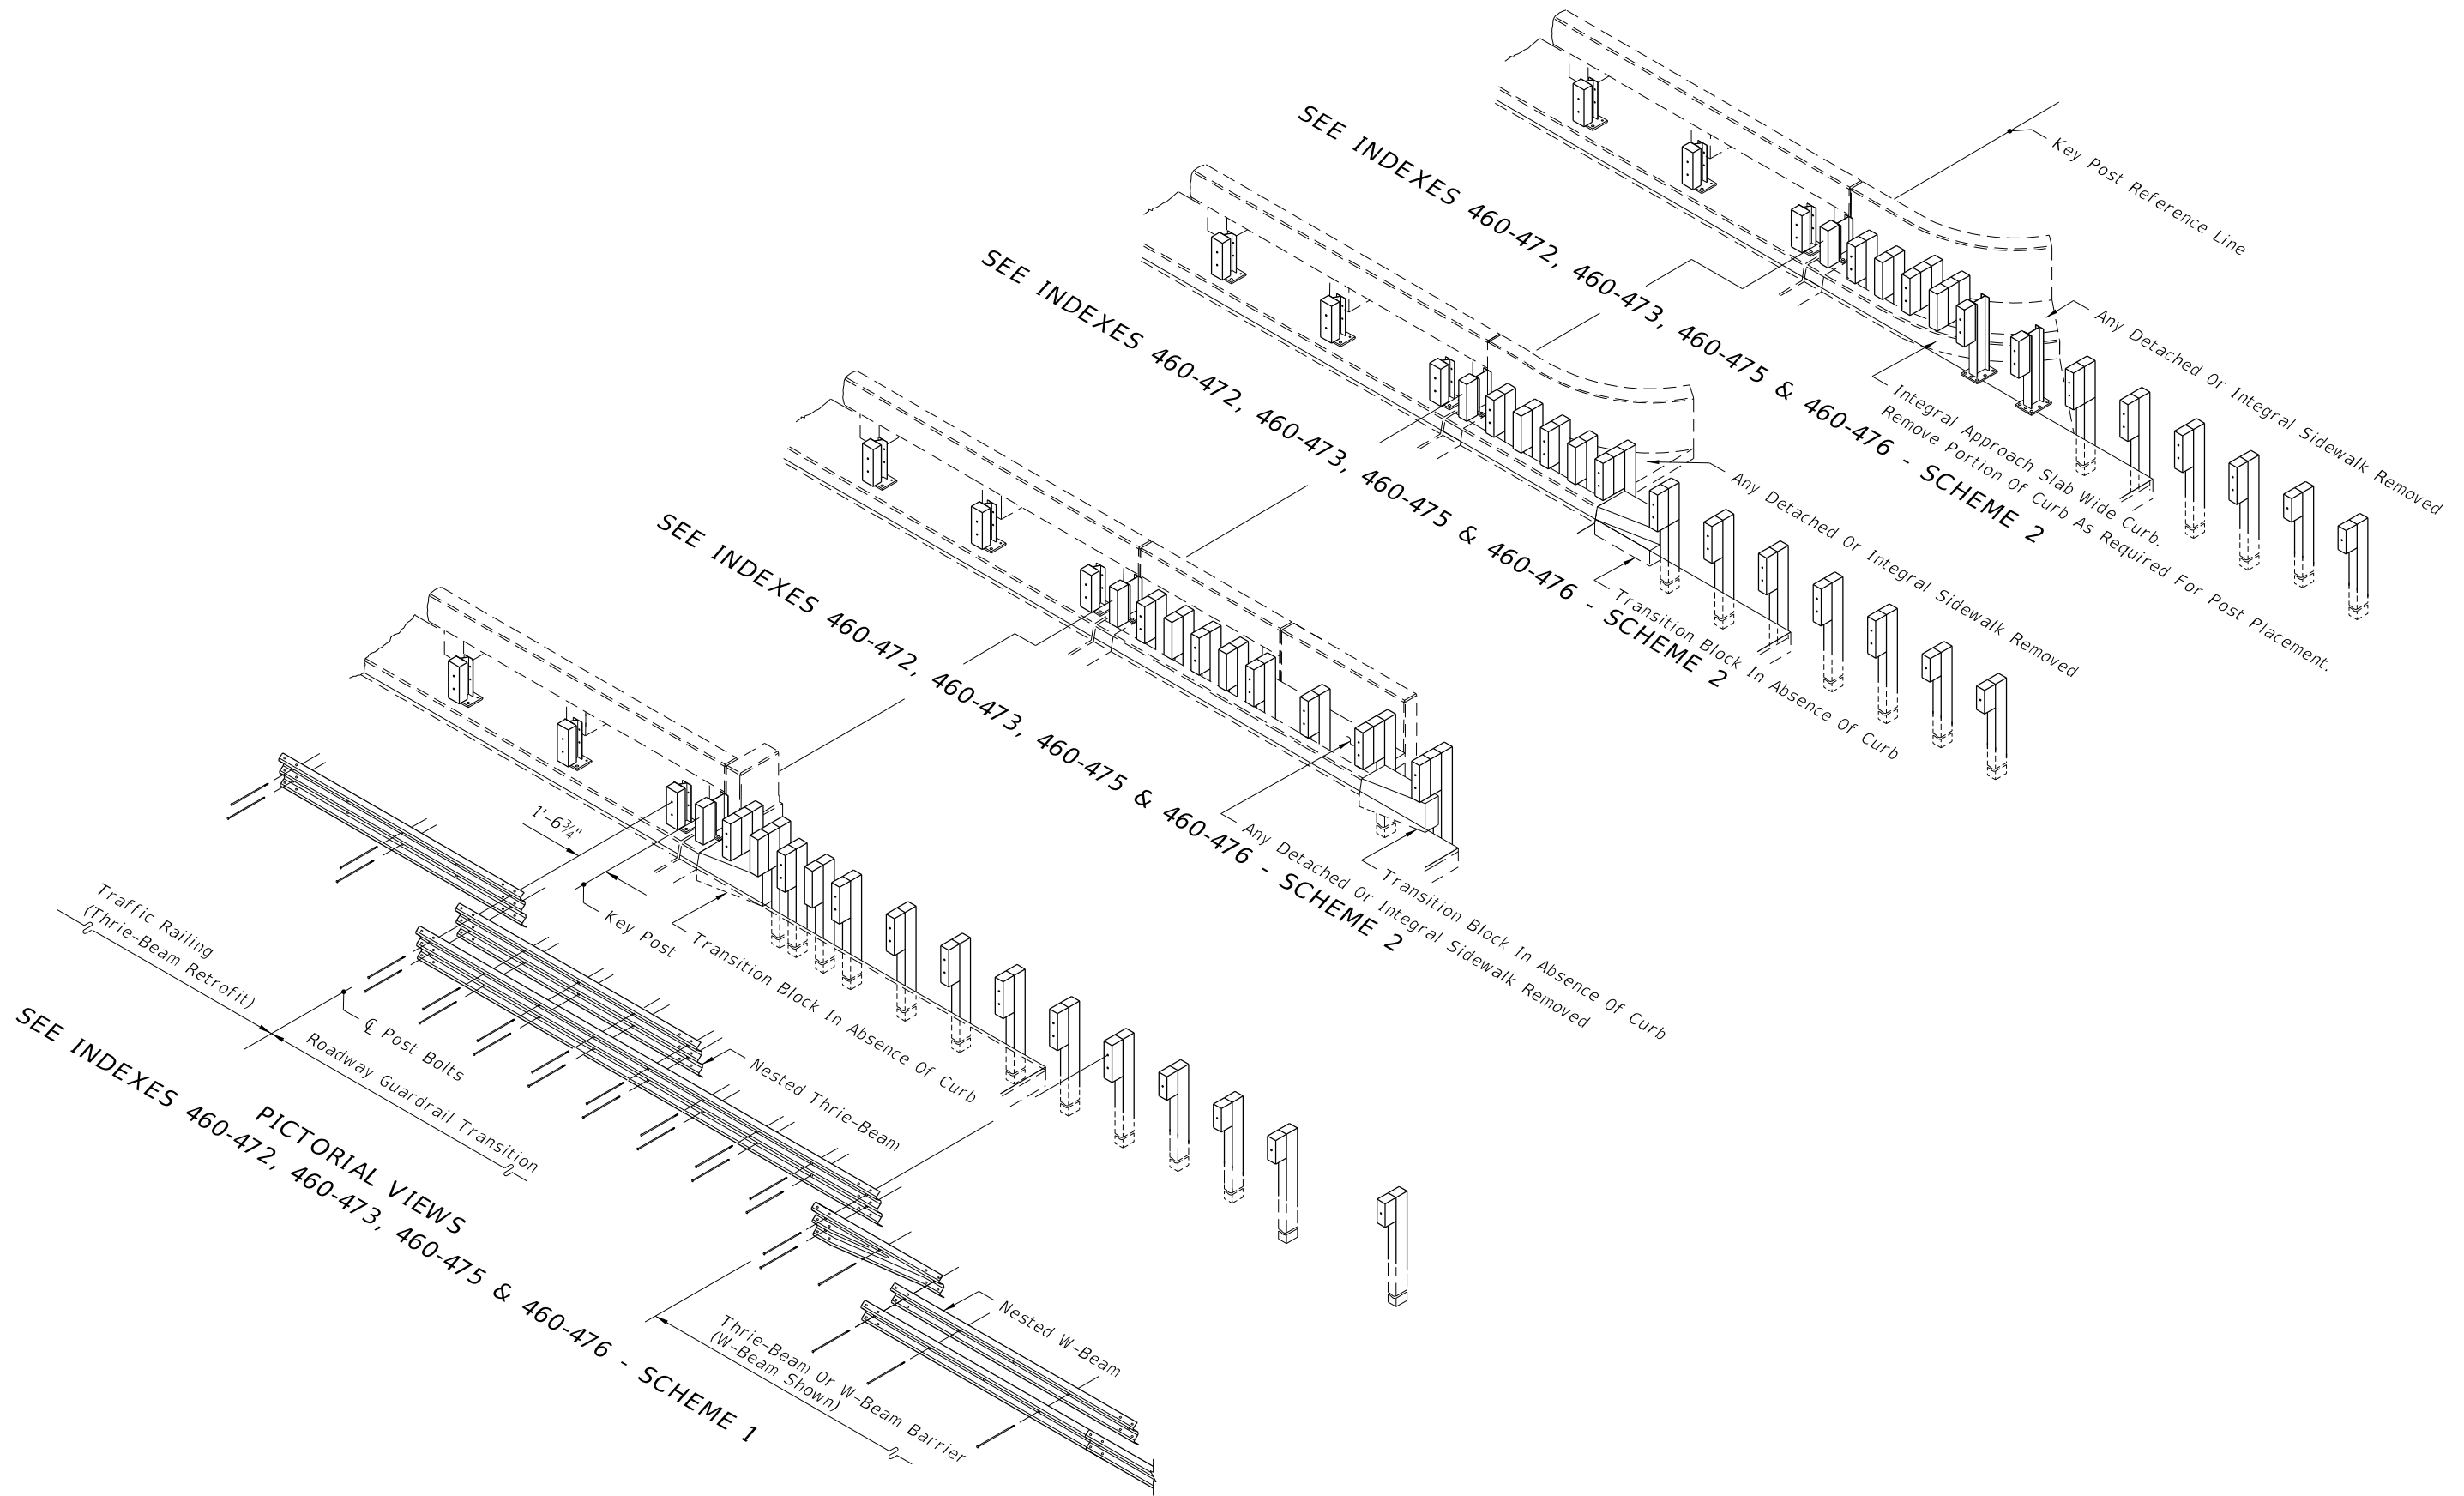 Key Post Reference Line
Any Detached Or Integral Sidewalk Removed
Integral Approach Slab Wide Curb.
Remove Portion Of Curb As Required For Post Placement.
SEE INDEXES 460-472, 460-473, 460-475 & 460-476 - SCHEME 2
Any Detached Or Integral Sidewalk Removed
Transition Block In Absence Of Curb
SEE INDEXES 460-472, 460-473, 460-475 & 460-476 - SCHEME 2
Transition Block In Absence Of Curb
Any Detached Or Integral Sidewalk Removed
SEE INDEXES 460-472, 460-473, 460-475 & 460-476 - SCHEME 2
1'-6¾"
Key Post
Transition Block In Absence Of Curb
Traffic Railing
(Thrie-Beam Retrofit)
℄ Post Bolts
Roadway Guardrail Transition
Nested Thrie-Beam
Nested W-Beam
Thrie-Beam Or W-Beam Barrier
(W-Beam Shown)
PICTORIAL VIEWS
SEE INDEXES 460-472, 460-473, 460-475 & 460-476 - SCHEME 1